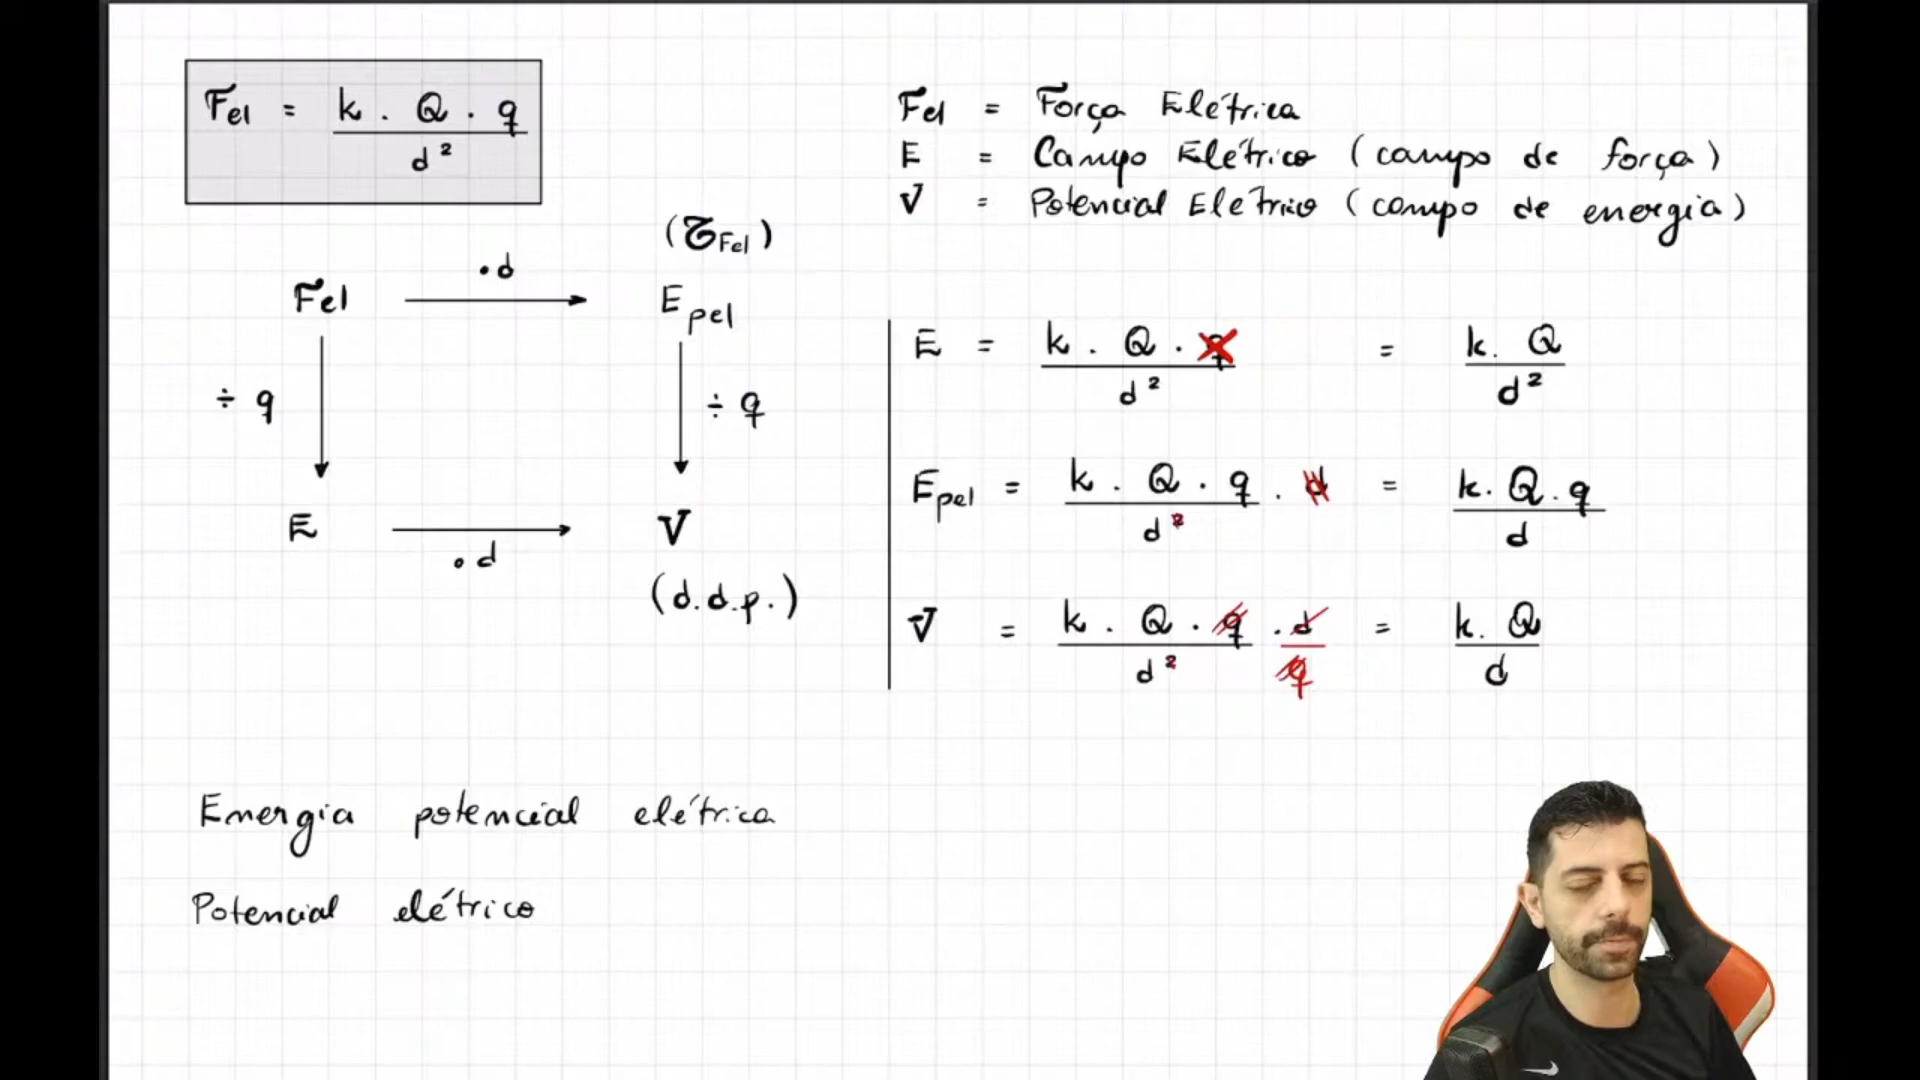 Fel = k . Q . q
d²
Fel = Força Elétrica
E = Campo Elétrico (campo de força)
V = Potencial Elétrico (campo de energia)
(𝒯Fel)
Fel
. d
Epel
÷ q
÷ q
E
. d
V
(d.d.p.)
E = k . Q . q = k. Q
d² d²
Epel = k . Q . q . d = k. Q. q
d² d
V = k . Q . q . d = k. Q
d² q d
Energia potencial elétrica
Potencial elétrico